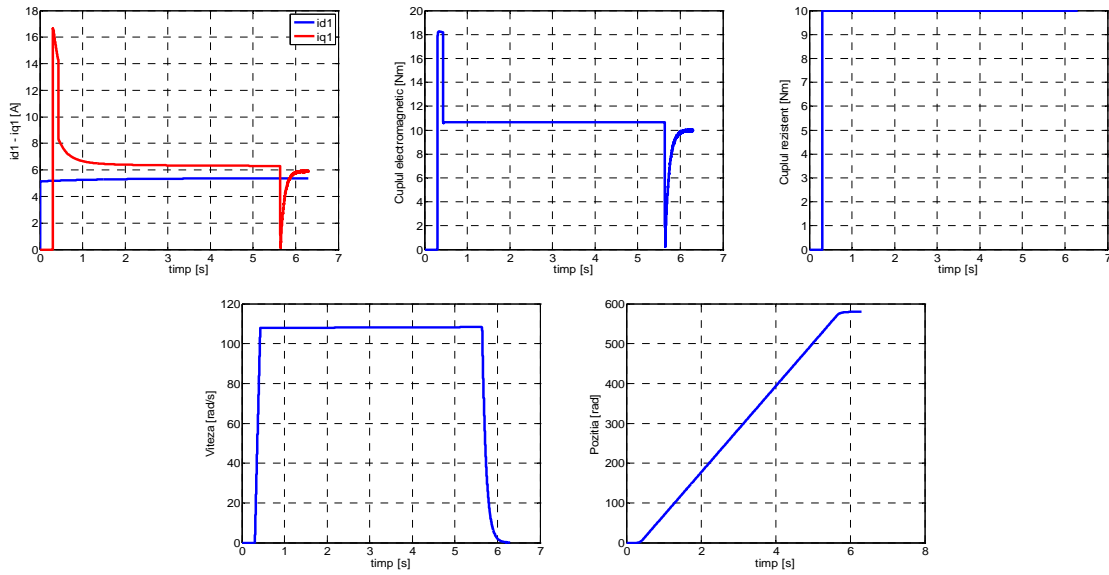 id1 - iq1 [A]
18
16
14
12
10
8
6
4
2
0
0 1 2 3 4 5 6 7
timp [s]
id1
iq1
Cuplul electromagnetic [Nm]
20
18
16
14
12
10
8
6
4
2
0
0 1 2 3 4 5 6 7
timp [s]
Cuplul rezistent [Nm]
10
9
8
7
6
5
4
3
2
1
0
0 1 2 3 4 5 6 7
timp [s]
Viteza [rad/s]
120
100
80
60
40
20
0
0 1 2 3 4 5 6 7
timp [s]
Pozitia [rad]
600
500
400
300
200
100
0
0 2 4 6 8
timp [s]